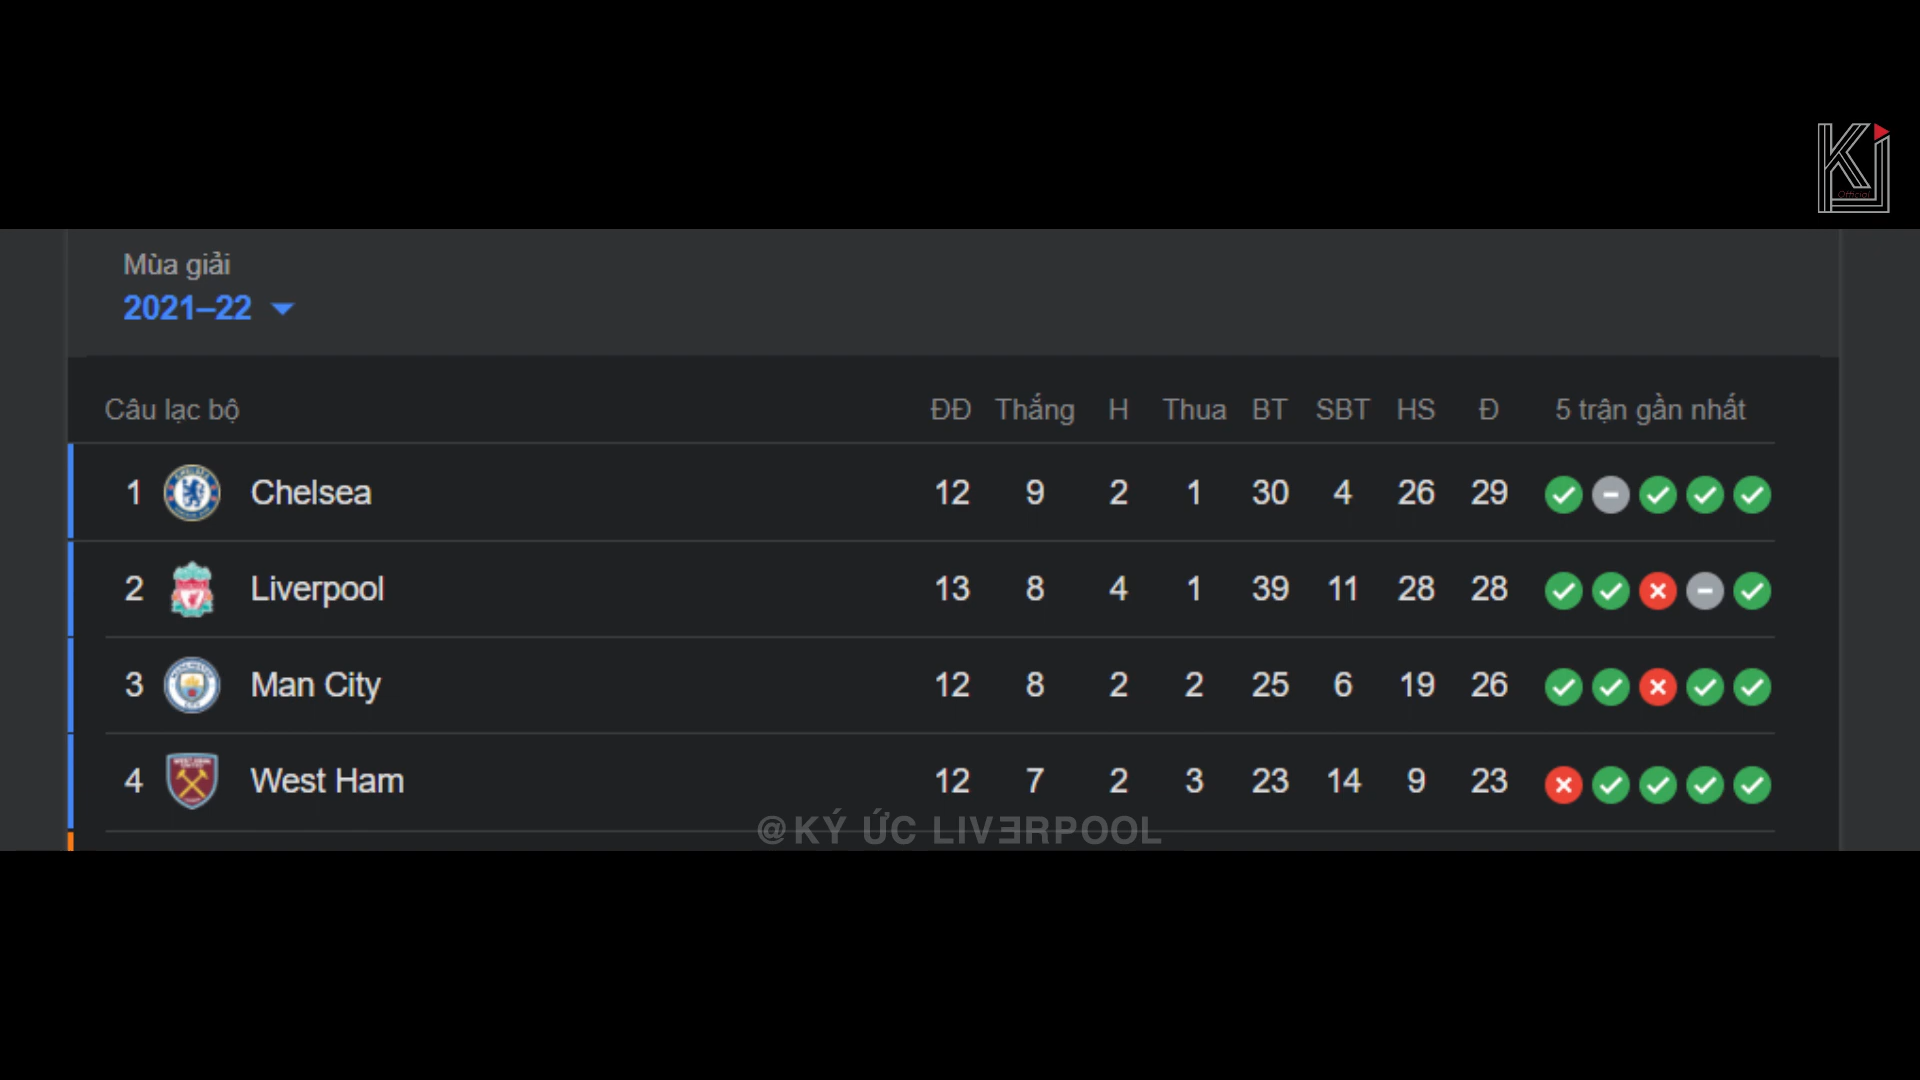 KJ
Official
Mùa giải
2021–22
Câu lạc bộ ĐĐ Thắng H Thua BT SBT HS Đ 5 trận gần nhất
1 Chelsea 12 9 2 1 30 4 26 29
2 Liverpool 13 8 4 1 39 11 28 28
3 Man City 12 8 2 2 25 6 19 26
4 West Ham 12 7 2 3 23 14 9 23
@KÝ ỨC LIVƎRPOOL